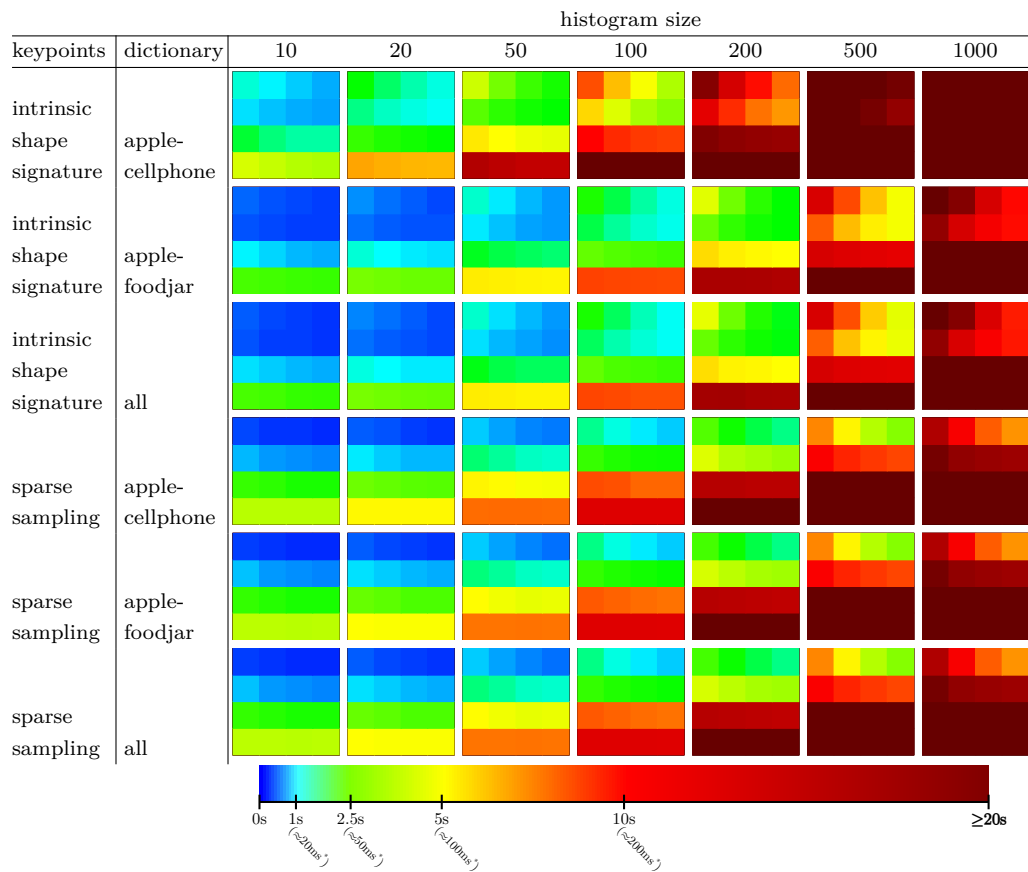 histogram size
keypoints dictionary 10 20 50 100 200 500 1000
intrinsic
shape apple-
signature cellphone
intrinsic
shape apple-
signature foodjar
intrinsic
shape
signature all
sparse apple-
sampling cellphone
sparse apple-
sampling foodjar
sparse
sampling all
0s 1s 2.5s 5s 10s ≥20s
(≈20ms*) (≈50ms*) (≈100ms*) (≈200ms*)